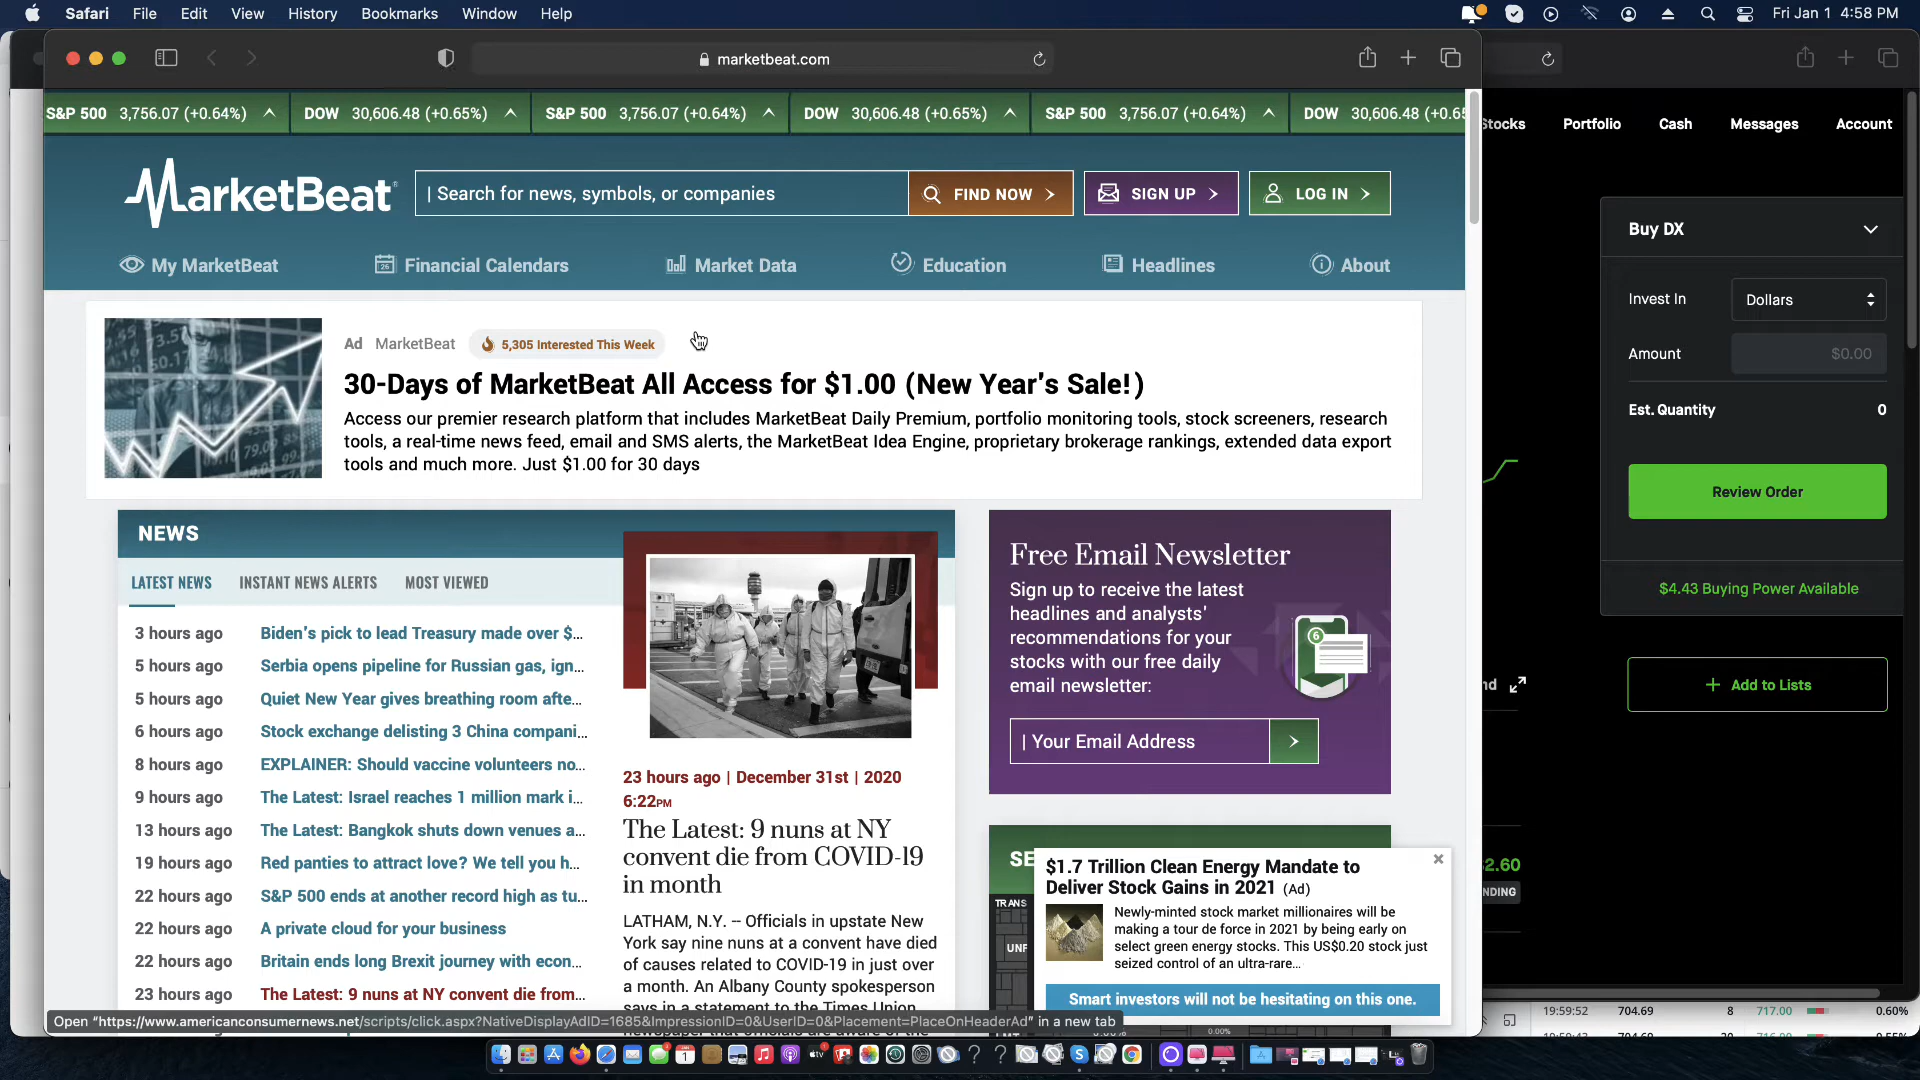 Safari File Edit View History Bookmarks Window Help
Fri Jan 1 4:58 PM
marketbeat.com
S&P 500 3,756.07 (+0.64%) DOW 30,606.48 (+0.65%) S&P 500 3,756.07 (+0.64%) DOW 30,606.48 (+0.65%) S&P 500 3,756.07 (+0.64%) DOW 30,606.48 (+0.65
MarketBeat
| Search for news, symbols, or companies
FIND NOW
SIGN UP
LOG IN
My MarketBeat Financial Calendars Market Data Education Headlines About
Ad MarketBeat 5,305 Interested This Week
30-Days of MarketBeat All Access for $1.00 (New Year's Sale!)
Access our premier research platform that includes MarketBeat Daily Premium, portfolio monitoring tools, stock screeners, research
tools, a real-time news feed, email and SMS alerts, the MarketBeat Idea Engine, proprietary brokerage rankings, extended data export
tools and much more. Just $1.00 for 30 days
NEWS
LATEST NEWS INSTANT NEWS ALERTS MOST VIEWED
3 hours ago Biden's pick to lead Treasury made over $...
5 hours ago Serbia opens pipeline for Russian gas, ign...
5 hours ago Quiet New Year gives breathing room afte...
6 hours ago Stock exchange delisting 3 China compani...
8 hours ago EXPLAINER: Should vaccine volunteers no...
9 hours ago The Latest: Israel reaches 1 million mark i...
13 hours ago The Latest: Bangkok shuts down venues a...
19 hours ago Red panties to attract love? We tell you h...
22 hours ago S&P 500 ends at another record high as tu...
22 hours ago A private cloud for your business
22 hours ago Britain ends long Brexit journey with econ...
23 hours ago The Latest: 9 nuns at NY convent die from...
23 hours ago | December 31st | 2020
6:22PM
The Latest: 9 nuns at NY
convent die from COVID-19
in month
LATHAM, N.Y. -- Officials in upstate New
York say nine nuns at a convent have died
of causes related to COVID-19 in just over
a month. An Albany County spokesperson
says in a statement to the Times Union
Free Email Newsletter
Sign up to receive the latest
headlines and analysts'
recommendations for your
stocks with our free daily
email newsletter:
6
| Your Email Address
SE
TRANS
UNF
0.00%
$1.7 Trillion Clean Energy Mandate to
Deliver Stock Gains in 2021 (Ad)
Newly-minted stock market millionaires will be
making a tour de force in 2021 by being early on
select green energy stocks. This US$0.20 stock just
seized control of an ultra-rare...
Smart investors will not be hesitating on this one.
Open "https://www.americanconsumernews.net/scripts/click.aspx?NativeDisplayAdID=1685&ImpressionID=0&UserID=0&Placement=PlaceOnHeaderAd" in a new tab
Stocks Portfolio Cash Messages Account
Buy DX
Invest In Dollars
Amount $0.00
Est. Quantity 0
Review Order
$4.43 Buying Power Available
nd
+ Add to Lists
2.60
NDING
19:59:52 704.69 8 717.00 0.60%